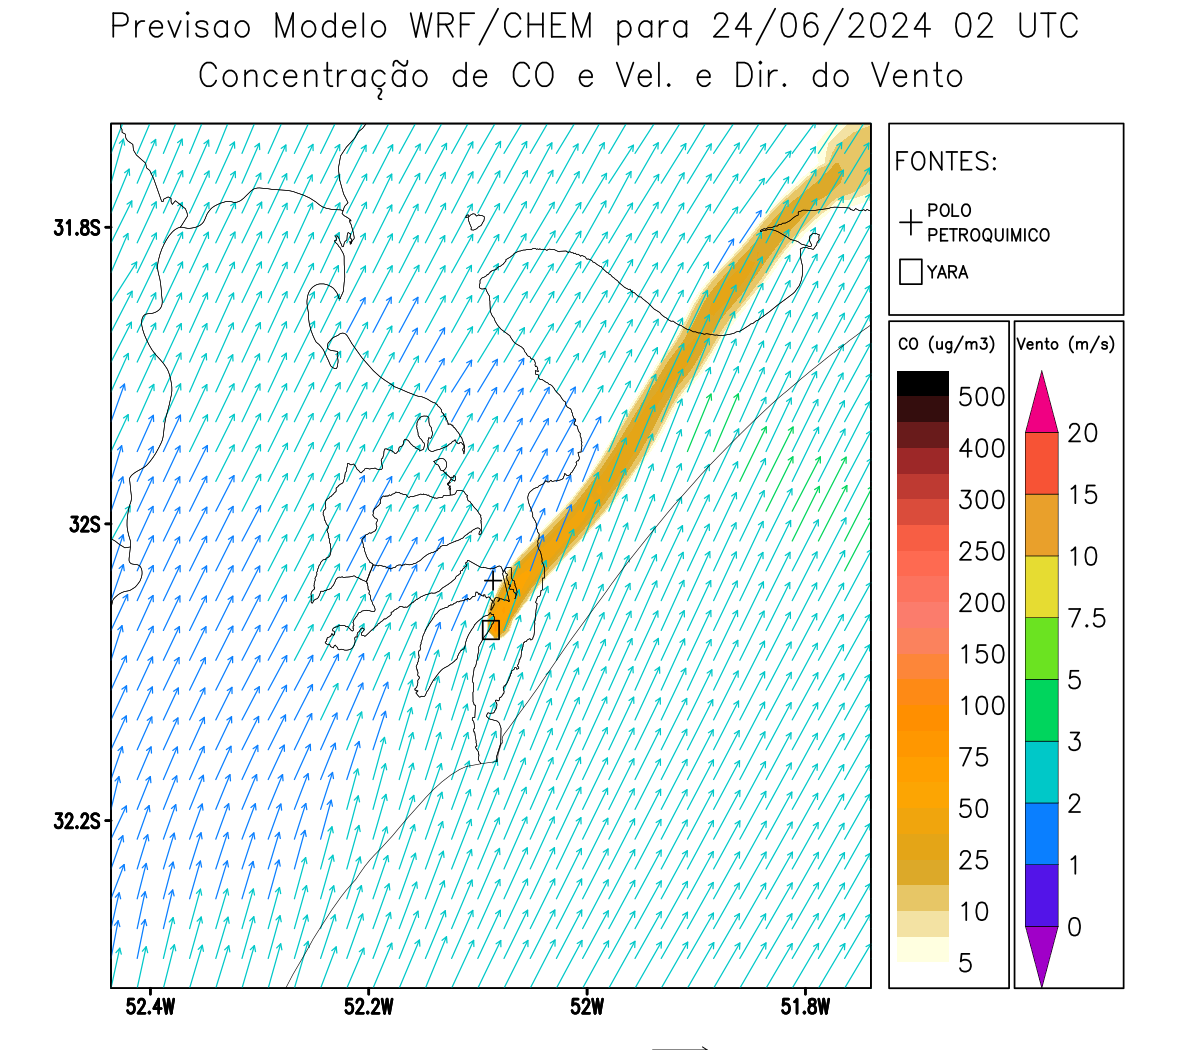 Previsao Modelo WRF/CHEM para 24/06/2024 02 UTC
Concentração de CO e Vel. e Dir. do Vento
FONTES:
POLO
PETROQUIMICO
YARA
CO (ug/m3)
500
400
300
250
200
150
100
75
50
25
10
5
Vento (m/s)
20
15
10
7.5
5
3
2
1
0
31.8S
32S
32.2S
52.4W
52.2W
52W
51.8W